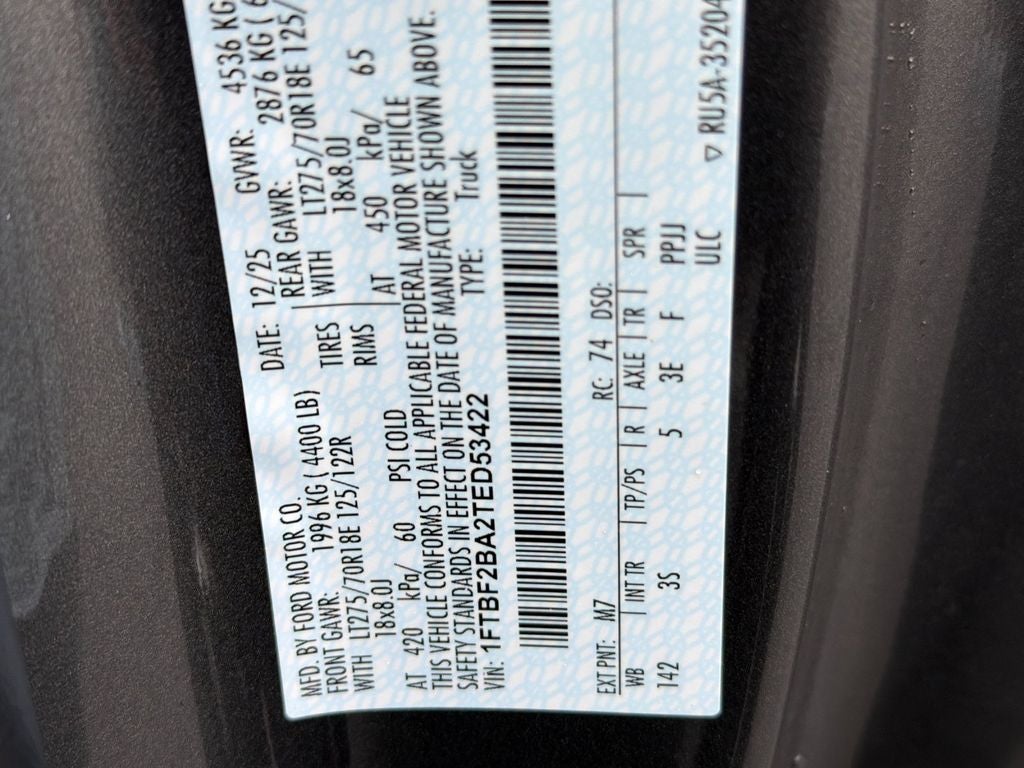 MFD. BY FORD MOTOR CO. DATE: 12/25 GVWR: 4536 KG
FRONT GAWR: 1996 KG ( 4400 LB) REAR GAWR: 2876 KG (
WITH LT275/70R18E 125/122R TIRES WITH LT275/70R18E 125/
18x8.0J RIMS 18x8.0J
AT 420 kPa/ 60 PSI COLD AT 450 kPa/ 65
THIS VEHICLE CONFORMS TO ALL APPLICABLE FEDERAL MOTOR VEHICLE
SAFETY STANDARDS IN EFFECT ON THE DATE OF MANUFACTURE SHOWN ABOVE.
VIN: 1FTBF2BA2TED53422 TYPE: Truck
EXT PNT: M7 RC: 74 DSO:
WB | INT TR | TP/PS | R | AXLE | TR | SPR |
142 3S 5 3E F PPJJ
ULC ▽ RU5A-35204